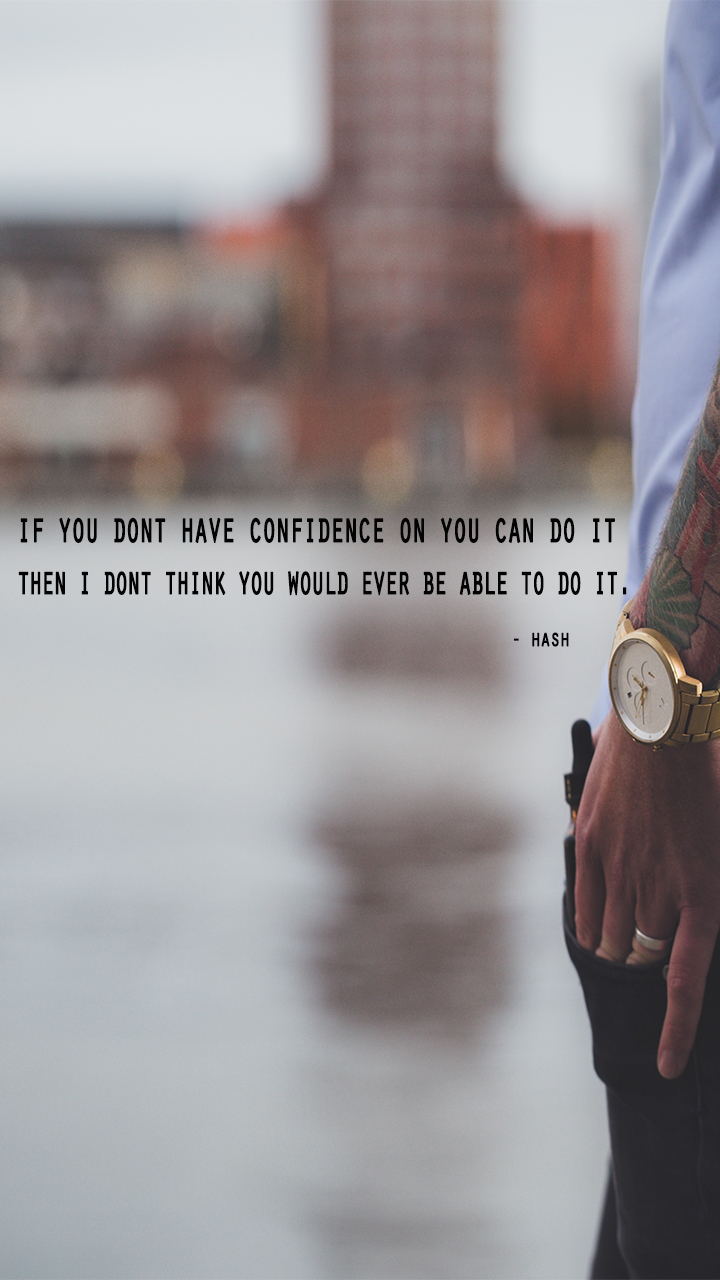 IF YOU DONT HAVE CONFIDENCE ON YOU CAN DO IT
THEN I DONT THINK YOU WOULD EVER BE ABLE TO DO IT.
- HASH